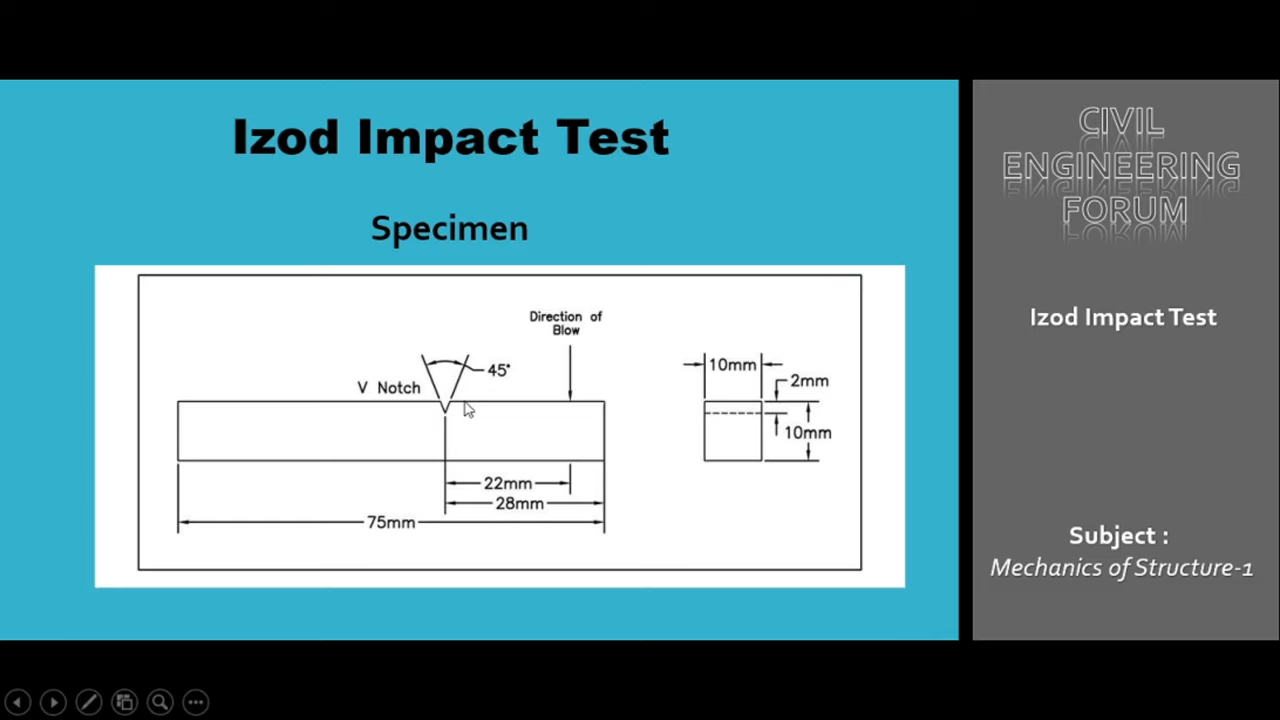 Izod Impact Test
Specimen
Direction of
Blow
45°
V Notch
22mm
28mm
75mm
10mm
2mm
10mm
CIVIL
ENGINEERING
FORUM
Izod Impact Test
Subject :
Mechanics of Structure-1